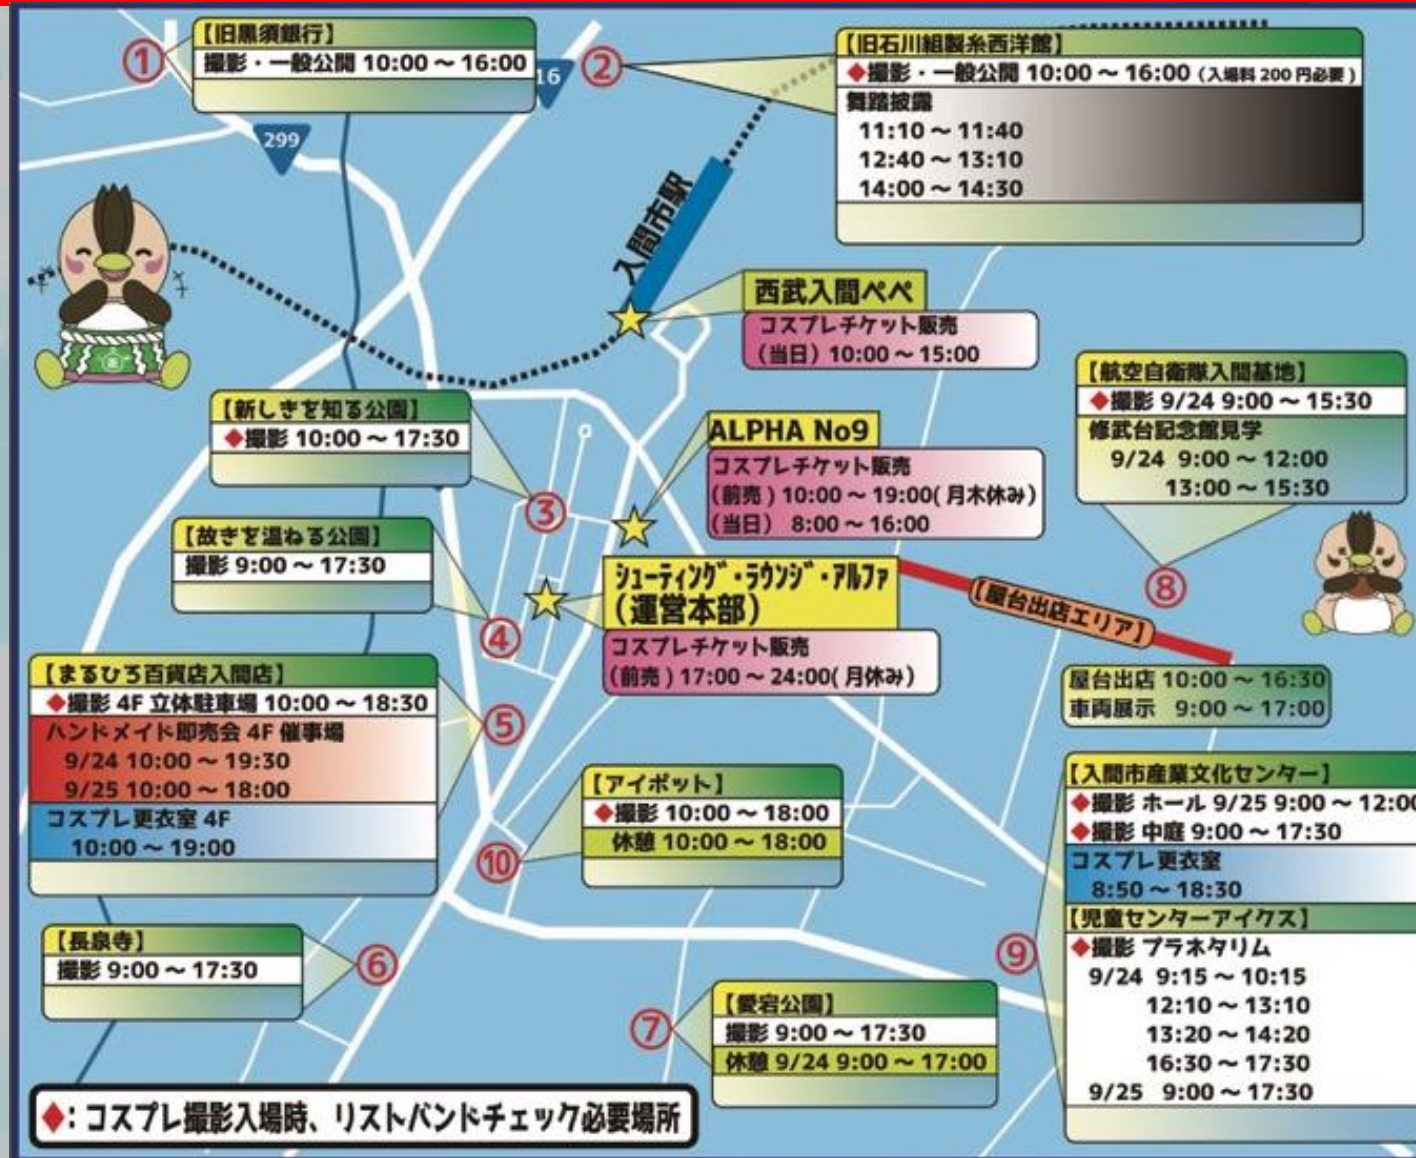 ①
【旧黒須銀行】
撮影・一般公開 10:00 ～ 16:00
16
299
②
【旧石川組製糸西洋館】
◆撮影・一般公開 10:00 ～ 16:00 (入場料 200 円必要)
舞踏披露
11:10 ～ 11:40
12:40 ～ 13:10
14:00 ～ 14:30
入間市駅
西武入間ぺぺ
コスプレチケット販売
(当日) 10:00 ～ 15:00
【航空自衛隊入間基地】
◆撮影 9/24 9:00 ～ 15:30
修武台記念館見学
9/24 9:00 ～ 12:00
13:00 ～ 15:30
⑧
【新しきを知る公園】
◆撮影 10:00 ～ 17:30
③
ALPHA No9
コスプレチケット販売
(前売) 10:00 ～ 19:00(月木休み)
(当日) 8:00 ～ 16:00
【故きを温ねる公園】
撮影 9:00 ～ 17:30
④
シューティング・ラウンジ・アルファ
(運営本部)
コスプレチケット販売
(前売) 17:00 ～ 24:00(月休み)
【屋台出店エリア】
屋台出店 10:00 ～ 16:30
車両展示 9:00 ～ 17:00
【まるひろ百貨店入間店】
◆撮影 4F 立体駐車場 10:00 ～ 18:30
ハンドメイド即売会 4F 催事場
9/24 10:00 ～ 19:30
9/25 10:00 ～ 18:00
コスプレ更衣室 4F
10:00 ～ 19:00
⑤
【アイポット】
◆撮影 10:00 ～ 18:00
休憩 10:00 ～ 18:00
⑩
【入間市産業文化センター】
◆撮影 ホール 9/25 9:00 ～ 12:00
◆撮影 中庭 9:00 ～ 17:30
コスプレ更衣室
8:50 ～ 18:30
【児童センターアイクス】
◆撮影 プラネタリム
9/24 9:15 ～ 10:15
12:10 ～ 13:10
13:20 ～ 14:20
16:30 ～ 17:30
9/25 9:00 ～ 17:30
⑨
【長泉寺】
撮影 9:00 ～ 17:30
⑥
⑦
【愛宕公園】
撮影 9:00 ～ 17:30
休憩 9/24 9:00 ～ 17:00
◆：コスプレ撮影入場時、リストバンドチェック必要場所